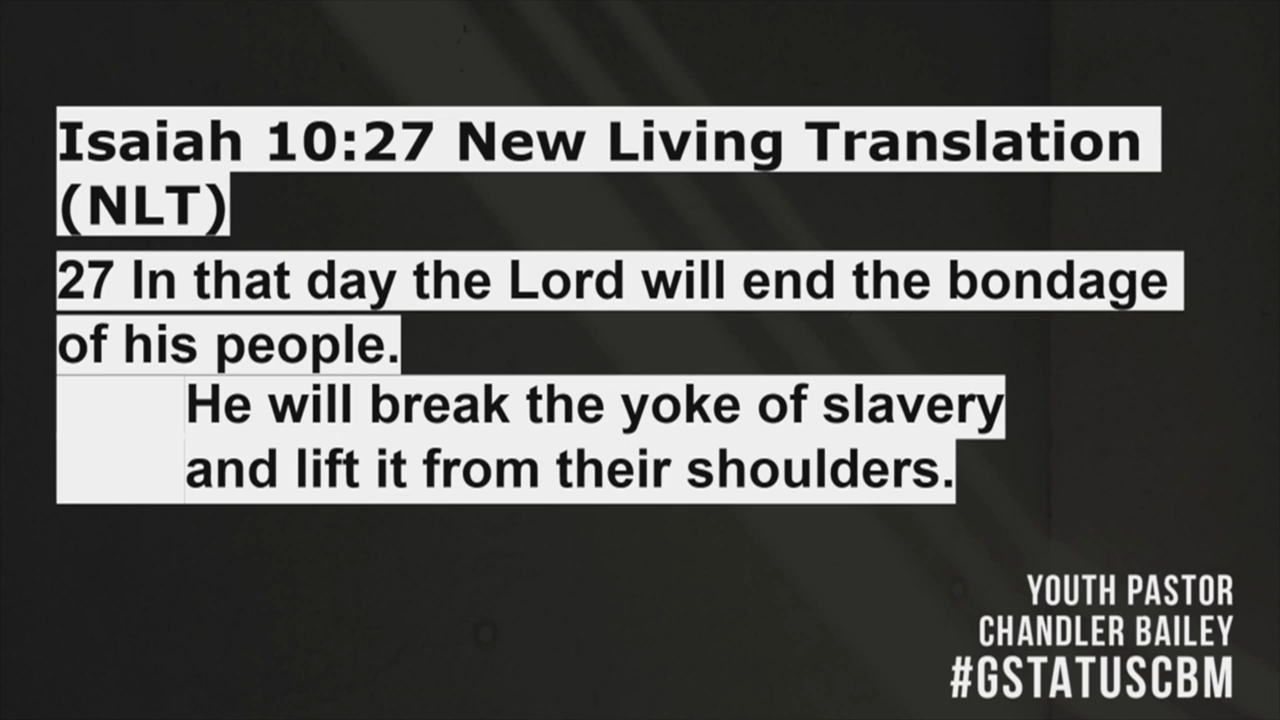 Isaiah 10:27 New Living Translation
(NLT)
27 In that day the Lord will end the bondage
of his people.
He will break the yoke of slavery
and lift it from their shoulders.
YOUTH PASTOR
CHANDLER BAILEY
#GSTATUSCBM